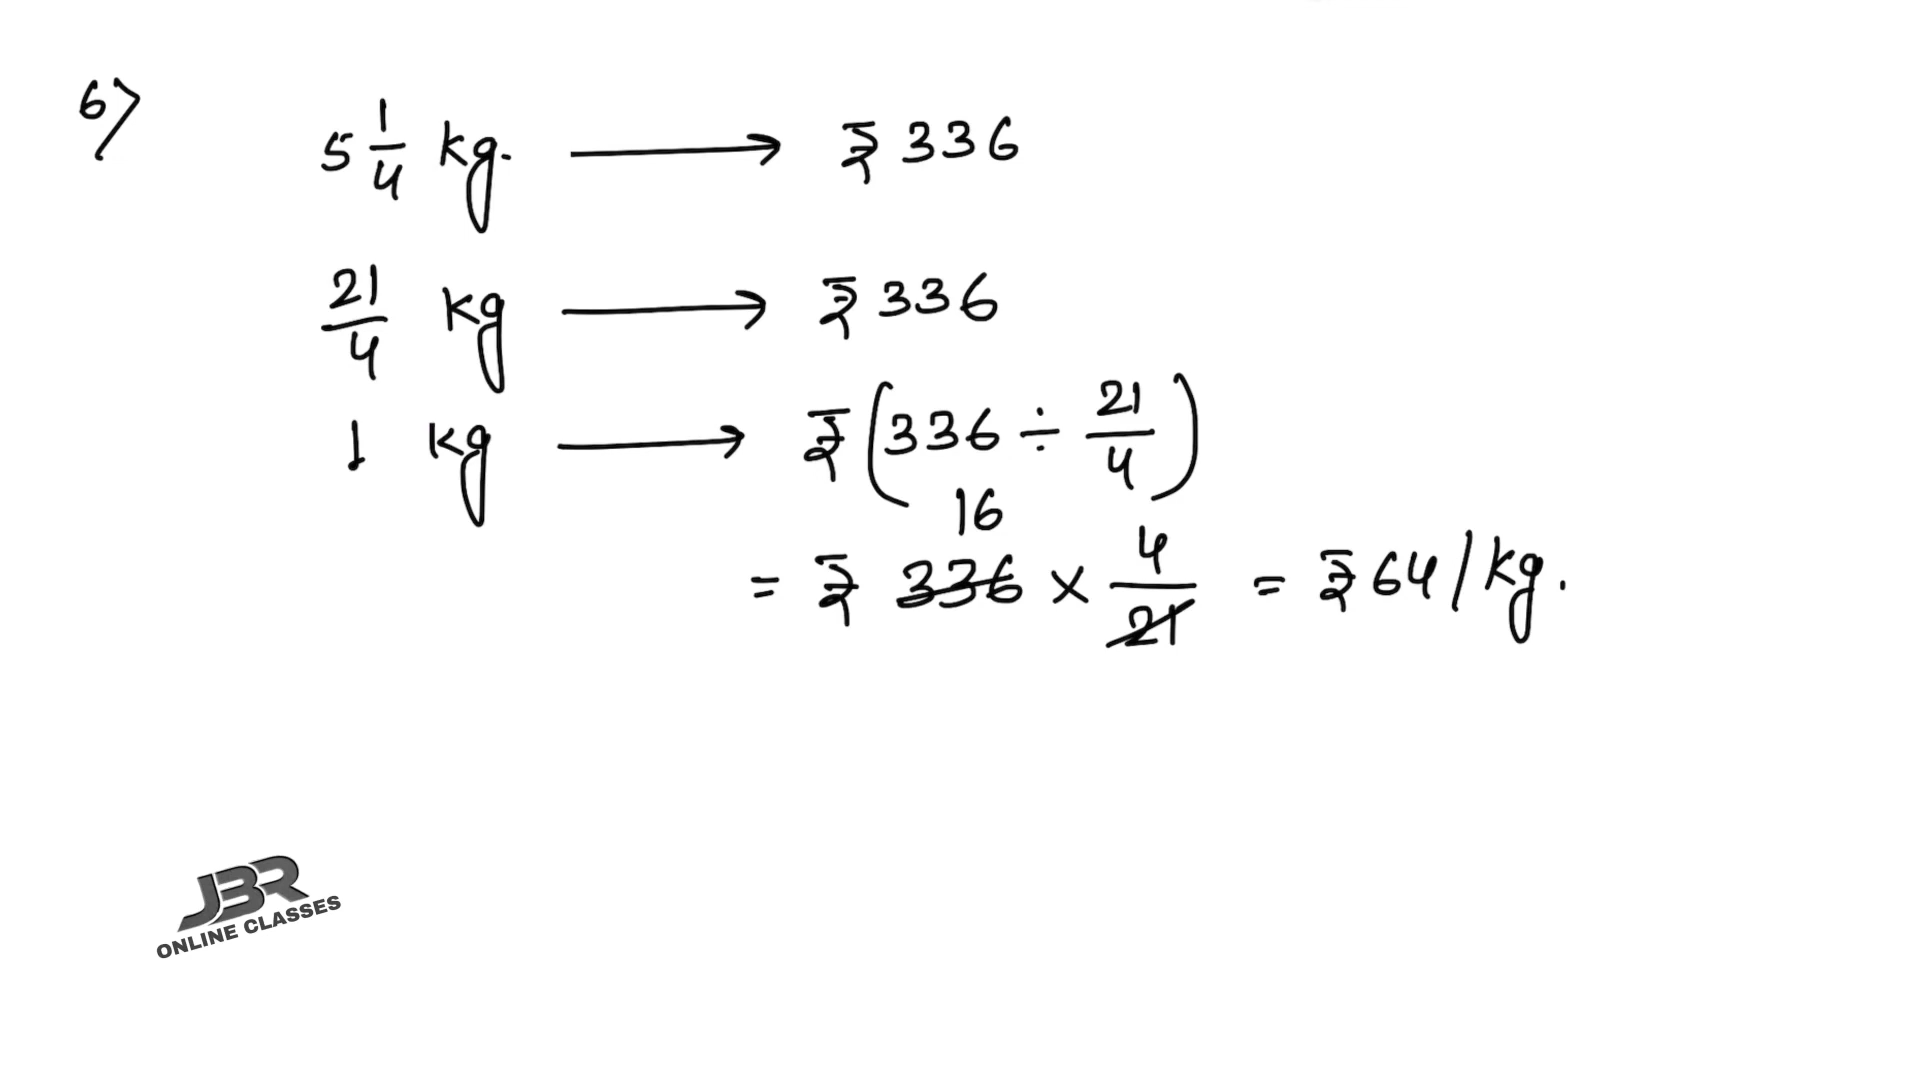 6)
5 1/4 kg. ⟶ ₹ 336
21/4 kg ⟶ ₹ 336
1 kg ⟶ ₹ (336 ÷ 21/4)
16
= ₹ 336 × 4/21 = ₹ 64/kg.
JBR
ONLINE CLASSES